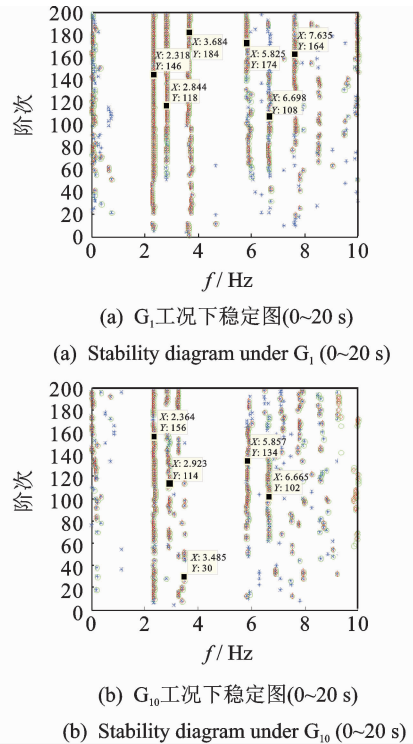 200
180
160
140
120
100
80
60
40
20
0
阶次
X: 2.318
Y: 146
X: 2.844
Y: 118
X: 3.684
Y: 184
X: 5.825
Y: 174
X: 7.635
Y: 164
X: 6.698
Y: 108
0 2 4 6 8 10
f / Hz
(a) G1工况下稳定图(0~20 s)
(a) Stability diagram under G1 (0~20 s)
200
180
160
140
120
100
80
60
40
20
0
阶次
X: 2.364
Y: 156
X: 2.923
Y: 114
X: 3.485
Y: 30
X: 5.857
Y: 134
X: 6.665
Y: 102
0 2 4 6 8 10
f / Hz
(b) G10工况下稳定图(0~20 s)
(b) Stability diagram under G10 (0~20 s)